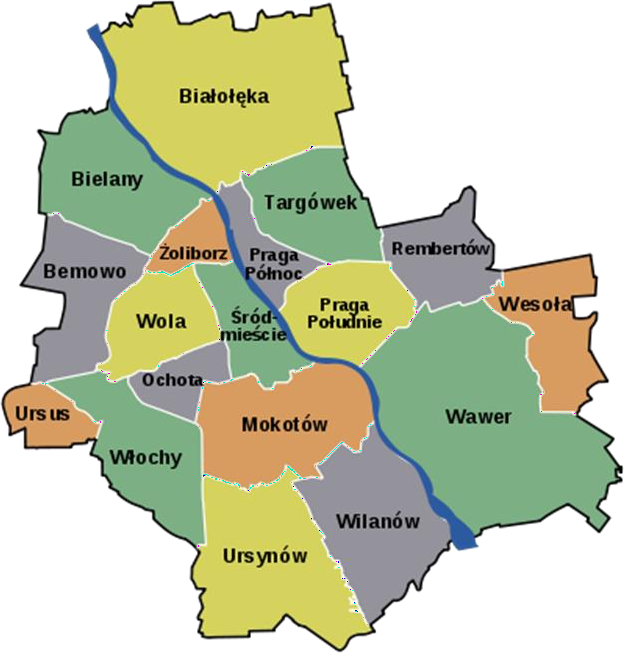 Białołęka
Bielany
Targówek
Żoliborz
Praga
Północ
Rembertów
Bemowo
Wesoła
Wola
Śród-
mieście
Praga
Południe
Ochota
Ursus
Mokotów
Wawer
Włochy
Wilanów
Ursynów